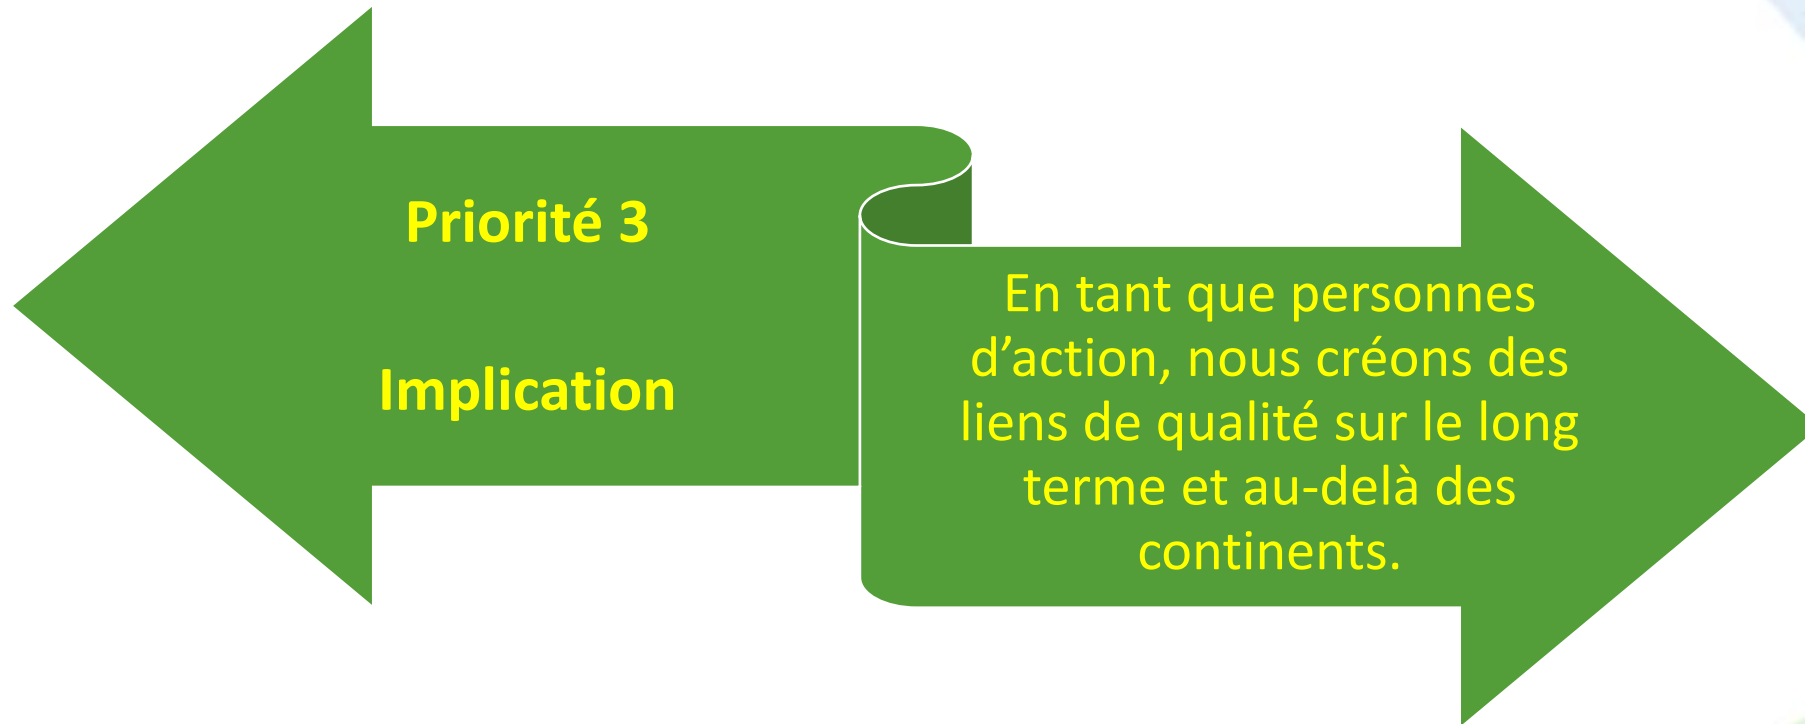 Priorité 3
Implication
En tant que personnes
d’action, nous créons des
liens de qualité sur le long
terme et au-delà des
continents.